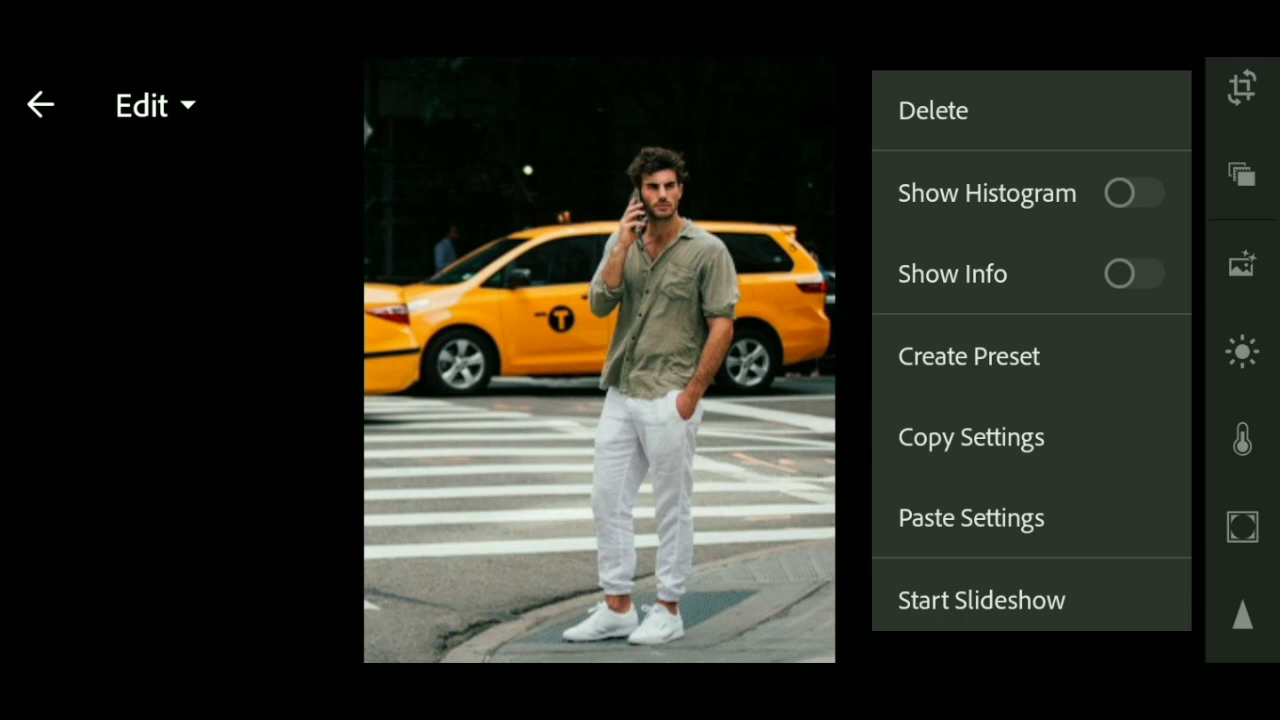 Edit
Delete
Show Histogram
Show Info
Create Preset
Copy Settings
Paste Settings
Start Slideshow
T